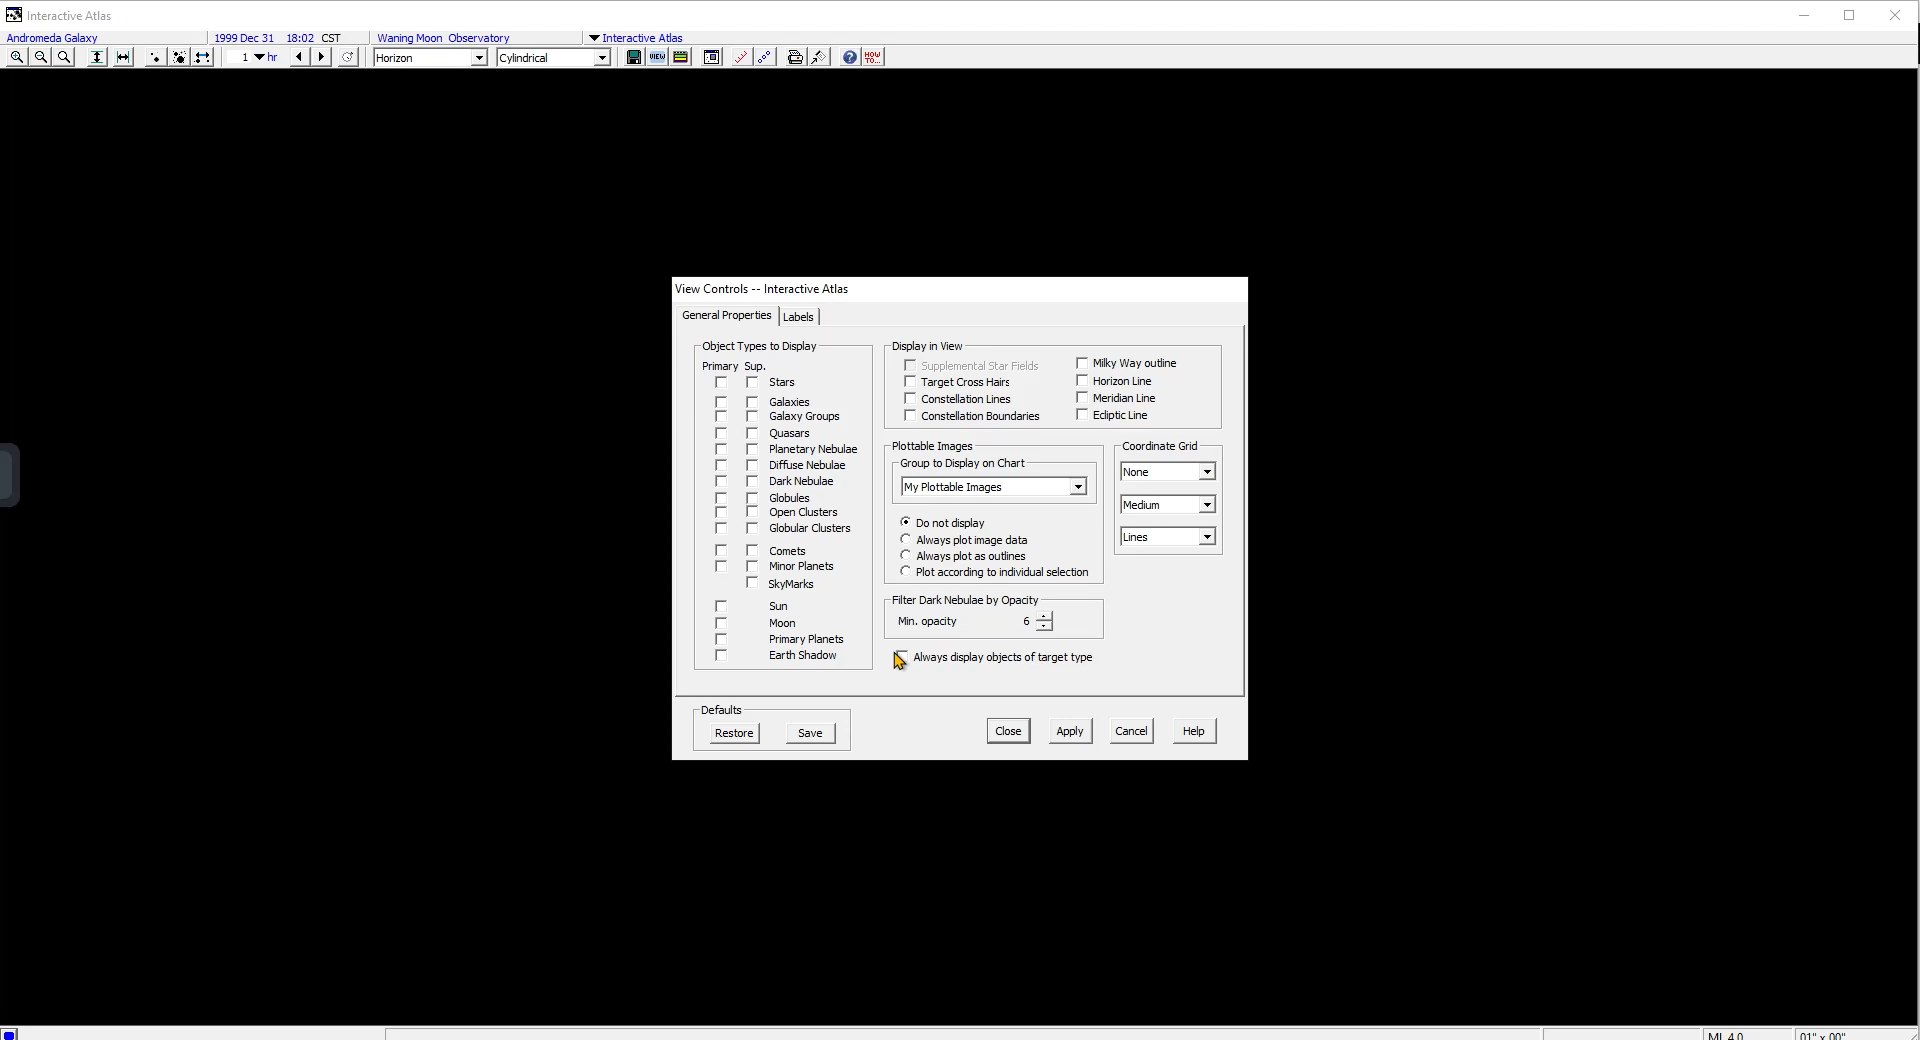 Interactive Atlas
Andromeda Galaxy 1999 Dec 31 18:02 CST Waning Moon Observatory Interactive Atlas
1 hr Horizon Cylindrical VIEW ? HOW TO...
View Controls -- Interactive Atlas
General Properties Labels
Object Types to Display
Primary Sup.
Stars
Galaxies
Galaxy Groups
Quasars
Planetary Nebulae
Diffuse Nebulae
Dark Nebulae
Globules
Open Clusters
Globular Clusters
Comets
Minor Planets
SkyMarks
Sun
Moon
Primary Planets
Earth Shadow
Display in View
Supplemental Star Fields Milky Way outline
Target Cross Hairs Horizon Line
Constellation Lines Meridian Line
Constellation Boundaries Ecliptic Line
Plottable Images
Group to Display on Chart
My Plottable Images
Do not display
Always plot image data
Always plot as outlines
Plot according to individual selection
Coordinate Grid
None
Medium
Lines
Filter Dark Nebulae by Opacity
Min. opacity 6
Always display objects of target type
Defaults
Restore Save Close Apply Cancel Help
ML 4.0 01° x 00°